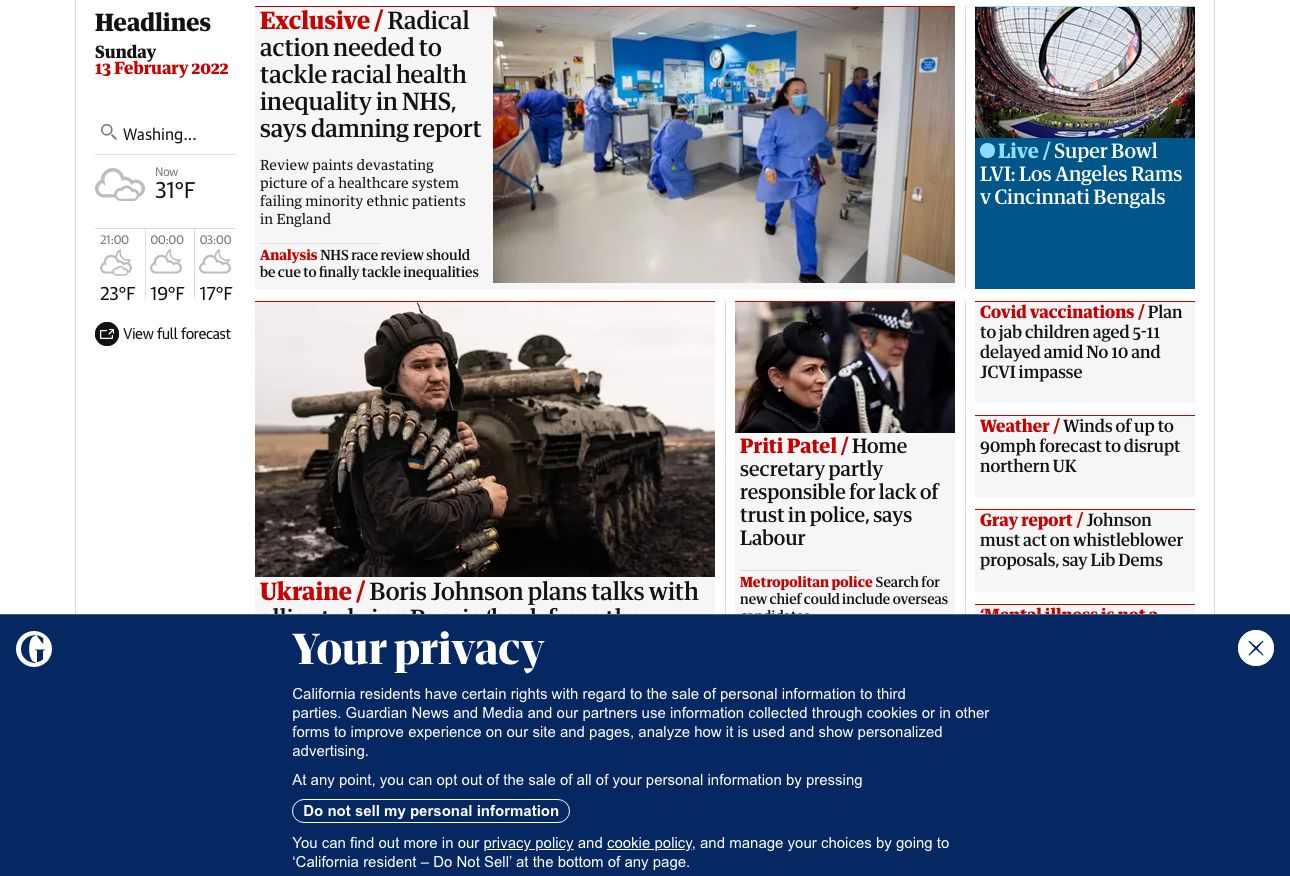 Headlines
Sunday
13 February 2022
Washing...
Now
31°F
21:00
00:00
03:00
23°F
19°F
17°F
View full forecast
Exclusive / Radical
action needed to
tackle racial health
inequality in NHS,
says damning report
Review paints devastating
picture of a healthcare system
failing minority ethnic patients
in England
Analysis NHS race review should
be cue to finally tackle inequalities
Live / Super Bowl
LVI: Los Angeles Rams
v Cincinnati Bengals
Ukraine / Boris Johnson plans talks with
Priti Patel / Home
secretary partly
responsible for lack of
trust in police, says
Labour
Metropolitan police Search for
new chief could include overseas
candidates
Covid vaccinations / Plan
to jab children aged 5-11
delayed amid No 10 and
JCVI impasse
Weather / Winds of up to
90mph forecast to disrupt
northern UK
Gray report / Johnson
must act on whistleblower
proposals, say Lib Dems
‘Mental illness is not a
Your privacy
California residents have certain rights with regard to the sale of personal information to third
parties. Guardian News and Media and our partners use information collected through cookies or in other
forms to improve experience on our site and pages, analyze how it is used and show personalized
advertising.
At any point, you can opt out of the sale of all of your personal information by pressing
Do not sell my personal information
You can find out more in our privacy policy and cookie policy, and manage your choices by going to
‘California resident – Do Not Sell’ at the bottom of any page.